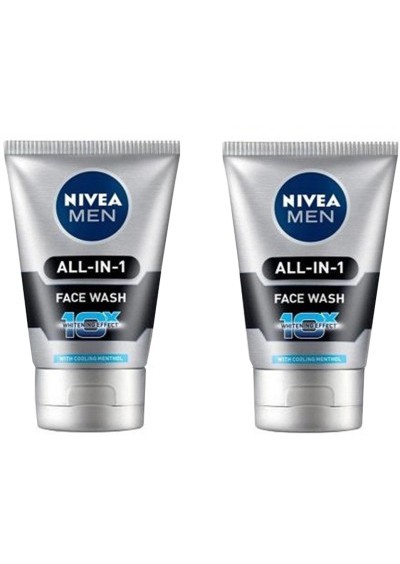 NIVEA
MEN
ALL-IN-1
FACE WASH
10X
WHITENING EFFECT
WITH COOLING MENTHOL
NIVEA
MEN
ALL-IN-1
FACE WASH
10X
WHITENING EFFECT
WITH COOLING MENTHOL